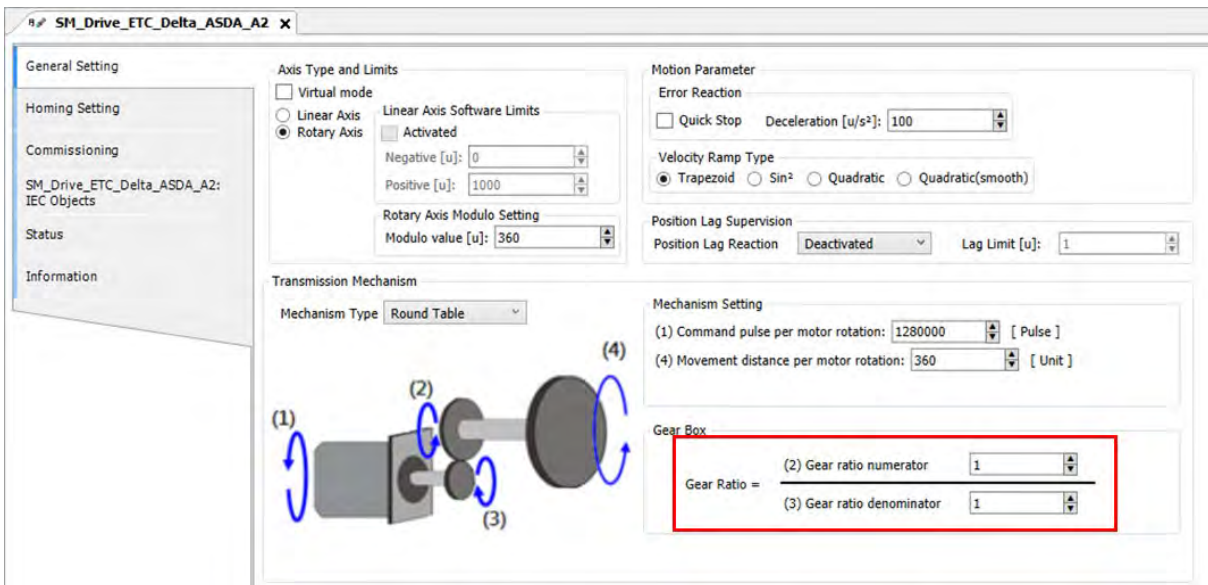 SM_Drive_ETC_Delta_ASDA_A2 X
General Setting
Homing Setting
Commissioning
SM_Drive_ETC_Delta_ASDA_A2:
IEC Objects
Status
Information
Axis Type and Limits
Virtual mode
Linear Axis
Rotary Axis
Linear Axis Software Limits
Activated
Negative [u]: 0
Positive [u]: 1000
Rotary Axis Modulo Setting
Modulo value [u]: 360
Motion Parameter
Error Reaction
Quick Stop Deceleration [u/s²]: 100
Velocity Ramp Type
Trapezoid Sin² Quadratic Quadratic(smooth)
Position Lag Supervision
Position Lag Reaction Deactivated Lag Limit [u]: 1
Transmission Mechanism
Mechanism Type Round Table
(1)
(2)
(3)
(4)
Mechanism Setting
(1) Command pulse per motor rotation: 1280000 [ Pulse ]
(4) Movement distance per motor rotation: 360 [ Unit ]
Gear Box
Gear Ratio =
(2) Gear ratio numerator 1
(3) Gear ratio denominator 1